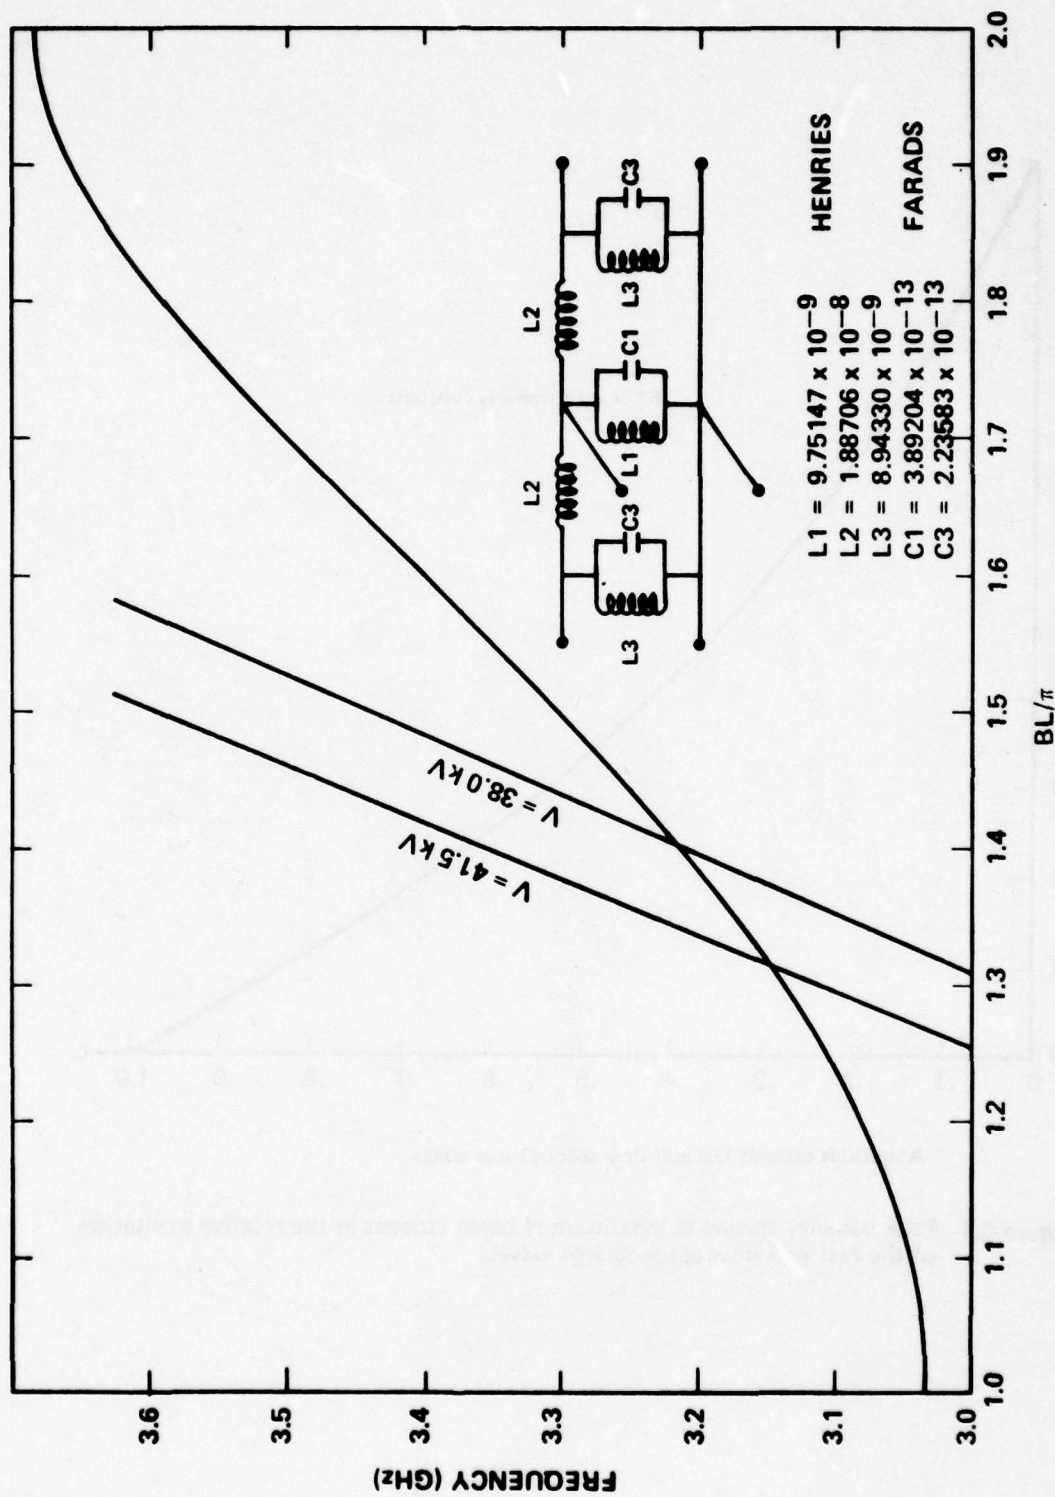 FREQUENCY (GHz)
3.6
3.5
3.4
3.3
3.2
3.1
3.0
1.0
1.1
1.2
1.3
1.4
1.5
1.6
1.7
1.8
1.9
2.0
BL/π
V = 41.5 kV
V = 38.0 kV
L2
L2
L3
C3
L1
C1
L3
C3
L1 = 9.75147 x 10−9 HENRIES
L2 = 1.88706 x 10−8
L3 = 8.94330 x 10−9
C1 = 3.89204 x 10−13 FARADS
C3 = 2.23583 x 10−13